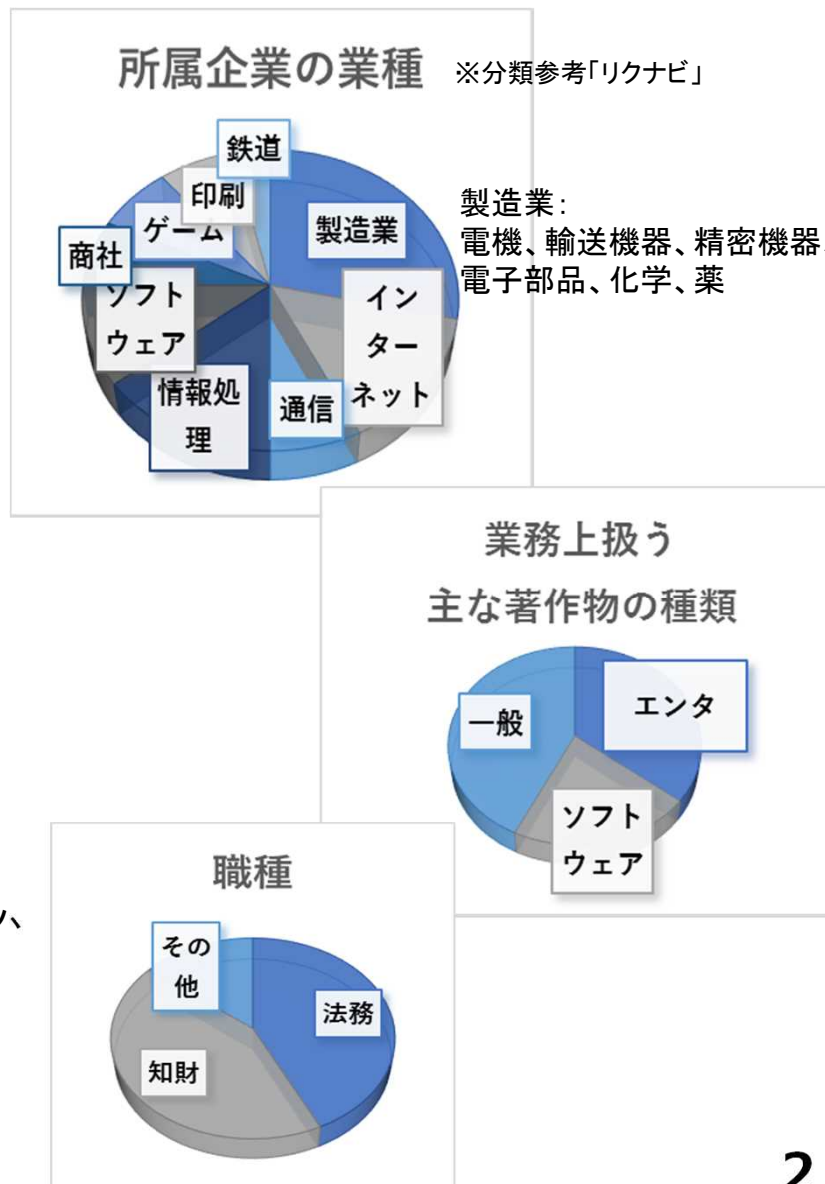 所属企業の業種 ※分類参考「リクナビ」
鉄道
印刷
ゲーム
商社
ソフト
ウェア
情報処
理
通信
イン
ター
ネット
製造業
製造業：
電機、輸送機器、精密機器、
電子部品、化学、薬
業務上扱う
主な著作物の種類
一般
エンタ
ソフト
ウェア
職種
その
他
法務
知財
2